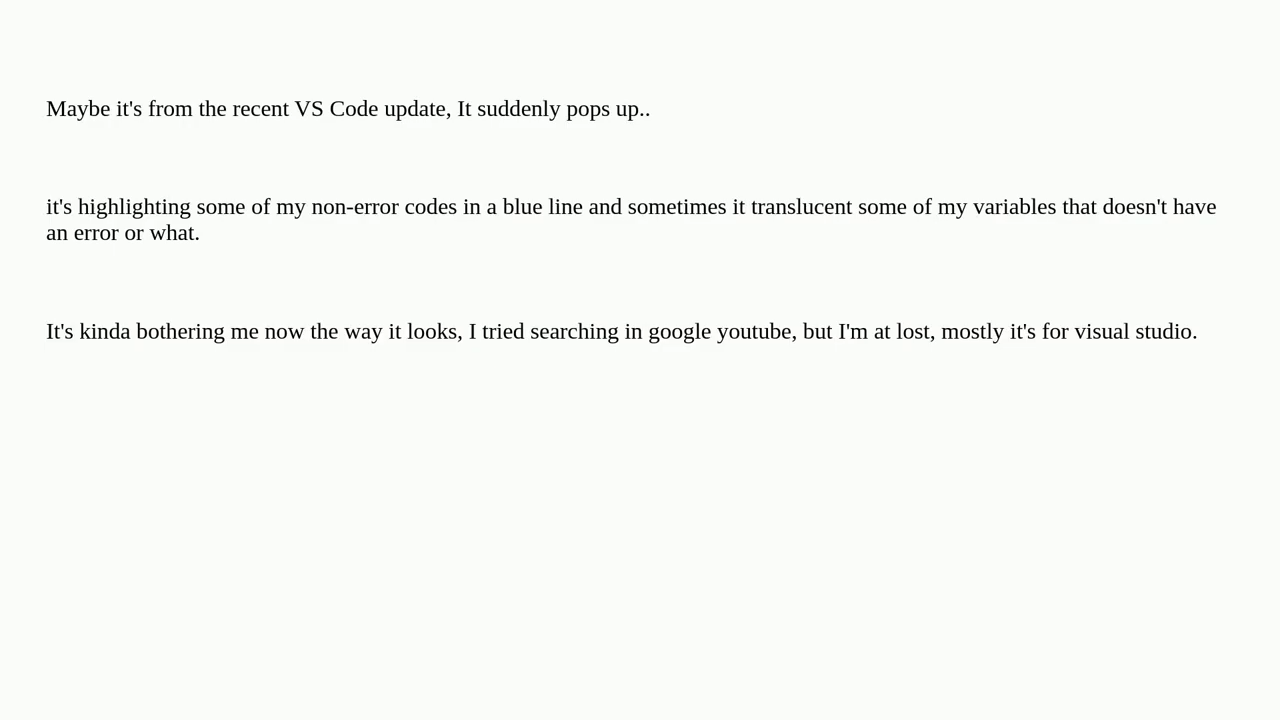 Maybe it's from the recent VS Code update, It suddenly pops up..
it's highlighting some of my non-error codes in a blue line and sometimes it translucent some of my variables that doesn't have
an error or what.
It's kinda bothering me now the way it looks, I tried searching in google youtube, but I'm at lost, mostly it's for visual studio.